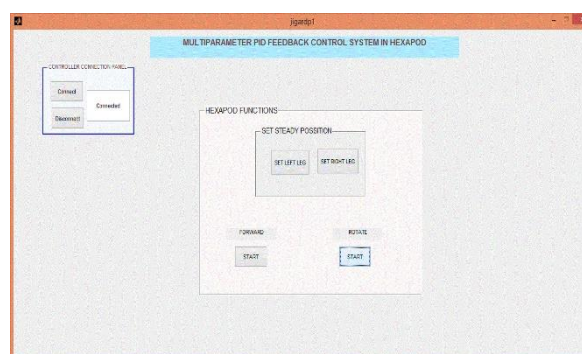 jigardp1
MULTIPARAMETER PID FEEDBACK CONTROL SYSTEM IN HEXAPOD
CONTROLLER CONNECTION PANEL
Connect
Connected
Disconnect
HEXAPOD FUNCTIONS
SET STEADY POSSITION
SET LEFT LEG
SET RIGHT LEG
FORWARD
ROTATE
START
START